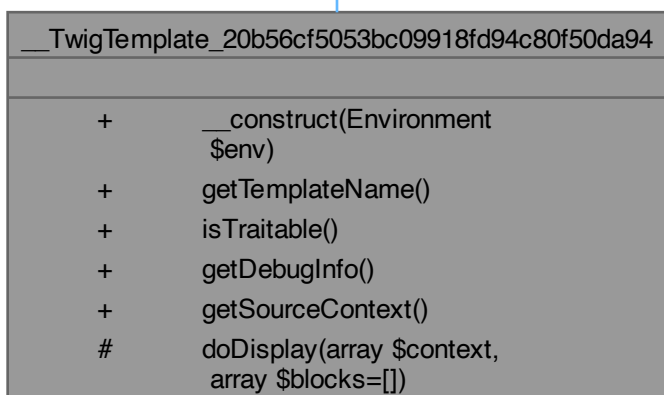 __TwigTemplate_20b56cf5053bc09918fd94c80f50da94
+ __construct(Environment
$env)
+ getTemplateName()
+ isTraitable()
+ getDebugInfo()
+ getSourceContext()
# doDisplay(array $context,
array $blocks=[])